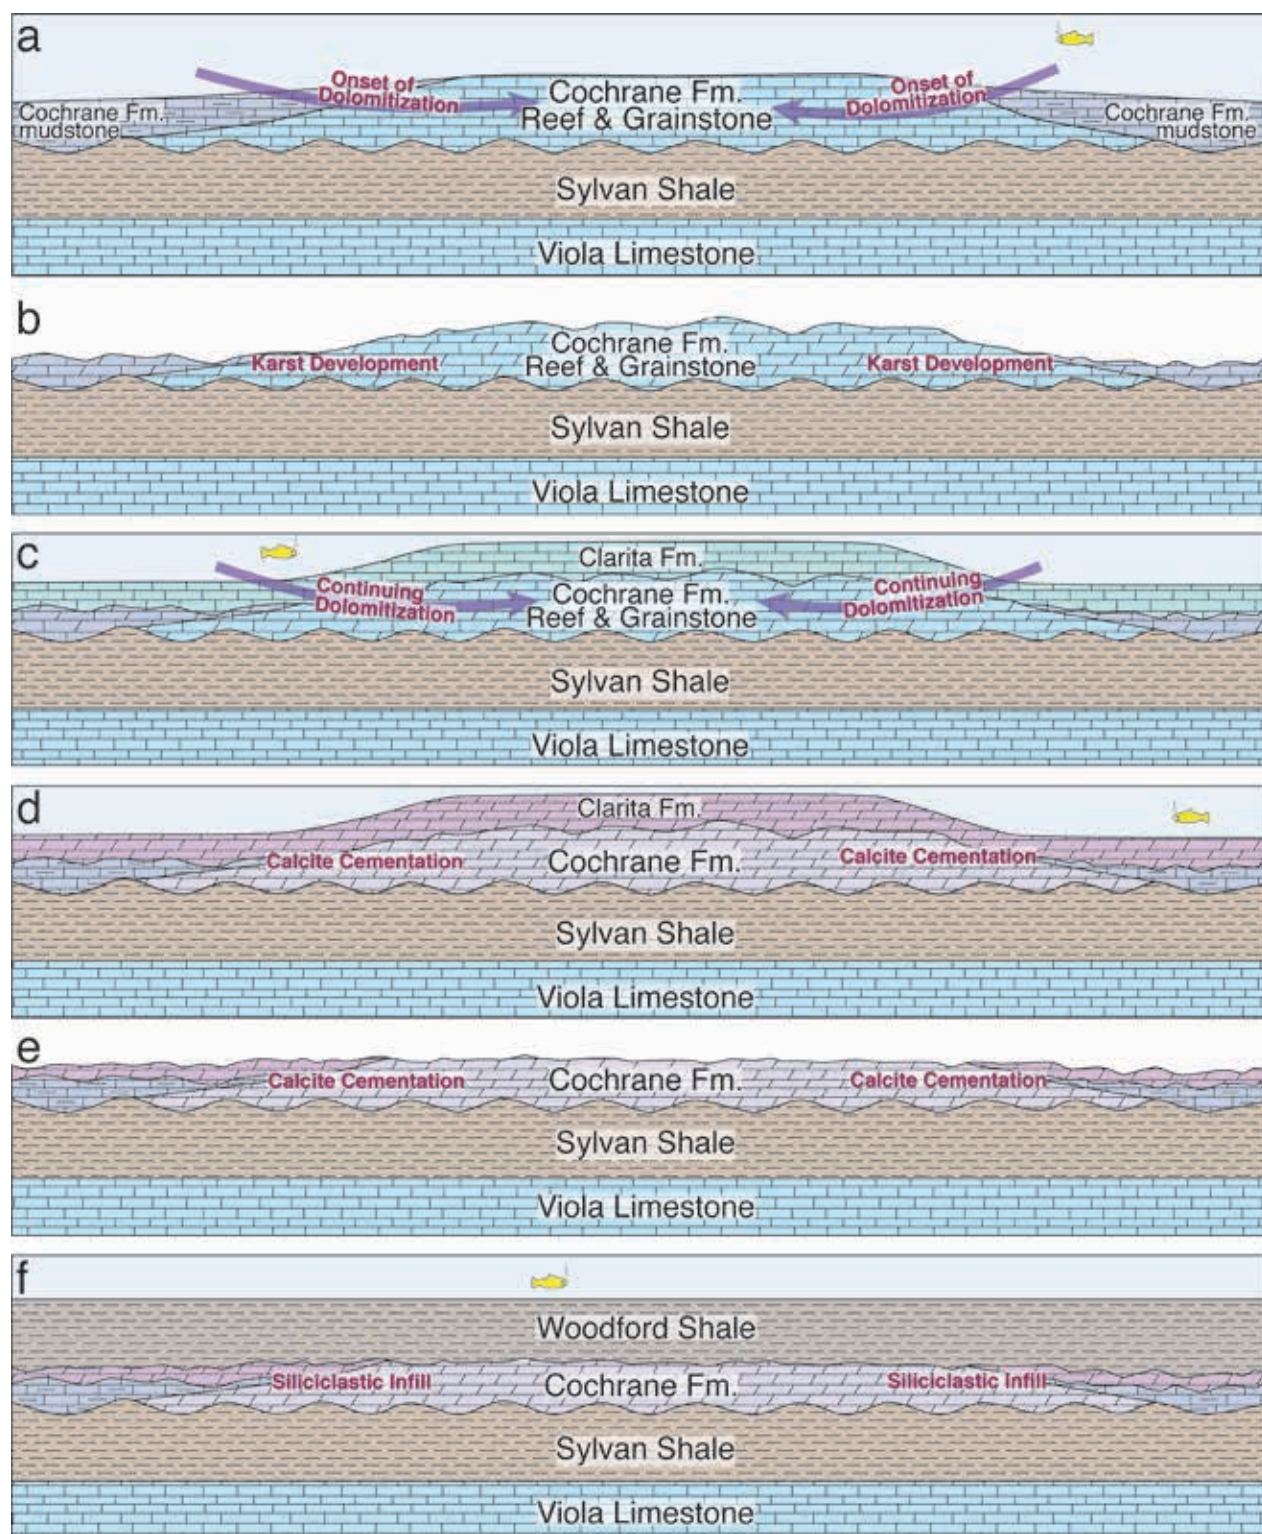 a
Onset of
Dolomitization
Onset of
Dolomitization
Cochrane Fm.
Reef & Grainstone
Cochrane Fm.
mudstone
Cochrane Fm.
mudstone
Sylvan Shale
Viola Limestone
b
Cochrane Fm.
Reef & Grainstone
Karst Development
Karst Development
Sylvan Shale
Viola Limestone
c
Clarita Fm.
Continuing
Dolomitization
Cochrane Fm.
Reef & Grainstone
Continuing
Dolomitization
Sylvan Shale
Viola Limestone
d
Clarita Fm.
Calcite Cementation
Cochrane Fm.
Calcite Cementation
Sylvan Shale
Viola Limestone
e
Calcite Cementation
Cochrane Fm.
Calcite Cementation
Sylvan Shale
Viola Limestone
f
Woodford Shale
Siliciclastic Infill
Cochrane Fm.
Siliciclastic Infill
Sylvan Shale
Viola Limestone